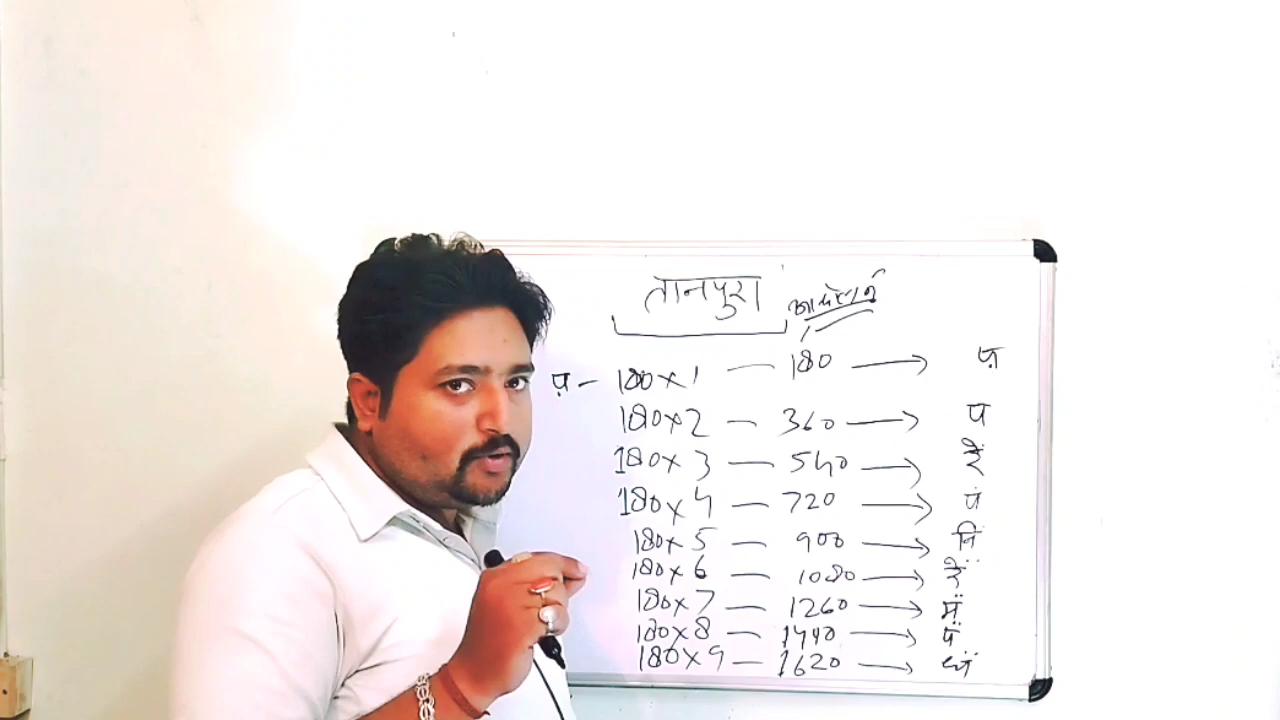 तानपुरा
प़ - 180 x 1 — 180 → प़
180 x 2 — 360 → प
180 x 3 — 540 → रें
180 x 4 — 720 → पं
180 x 5 — 900 → निं
180 x 6 — 1080 → रें
180 x 7 — 1260 → मं
180 x 8 — 1440 → पं
180 x 9 — 1620 → धं